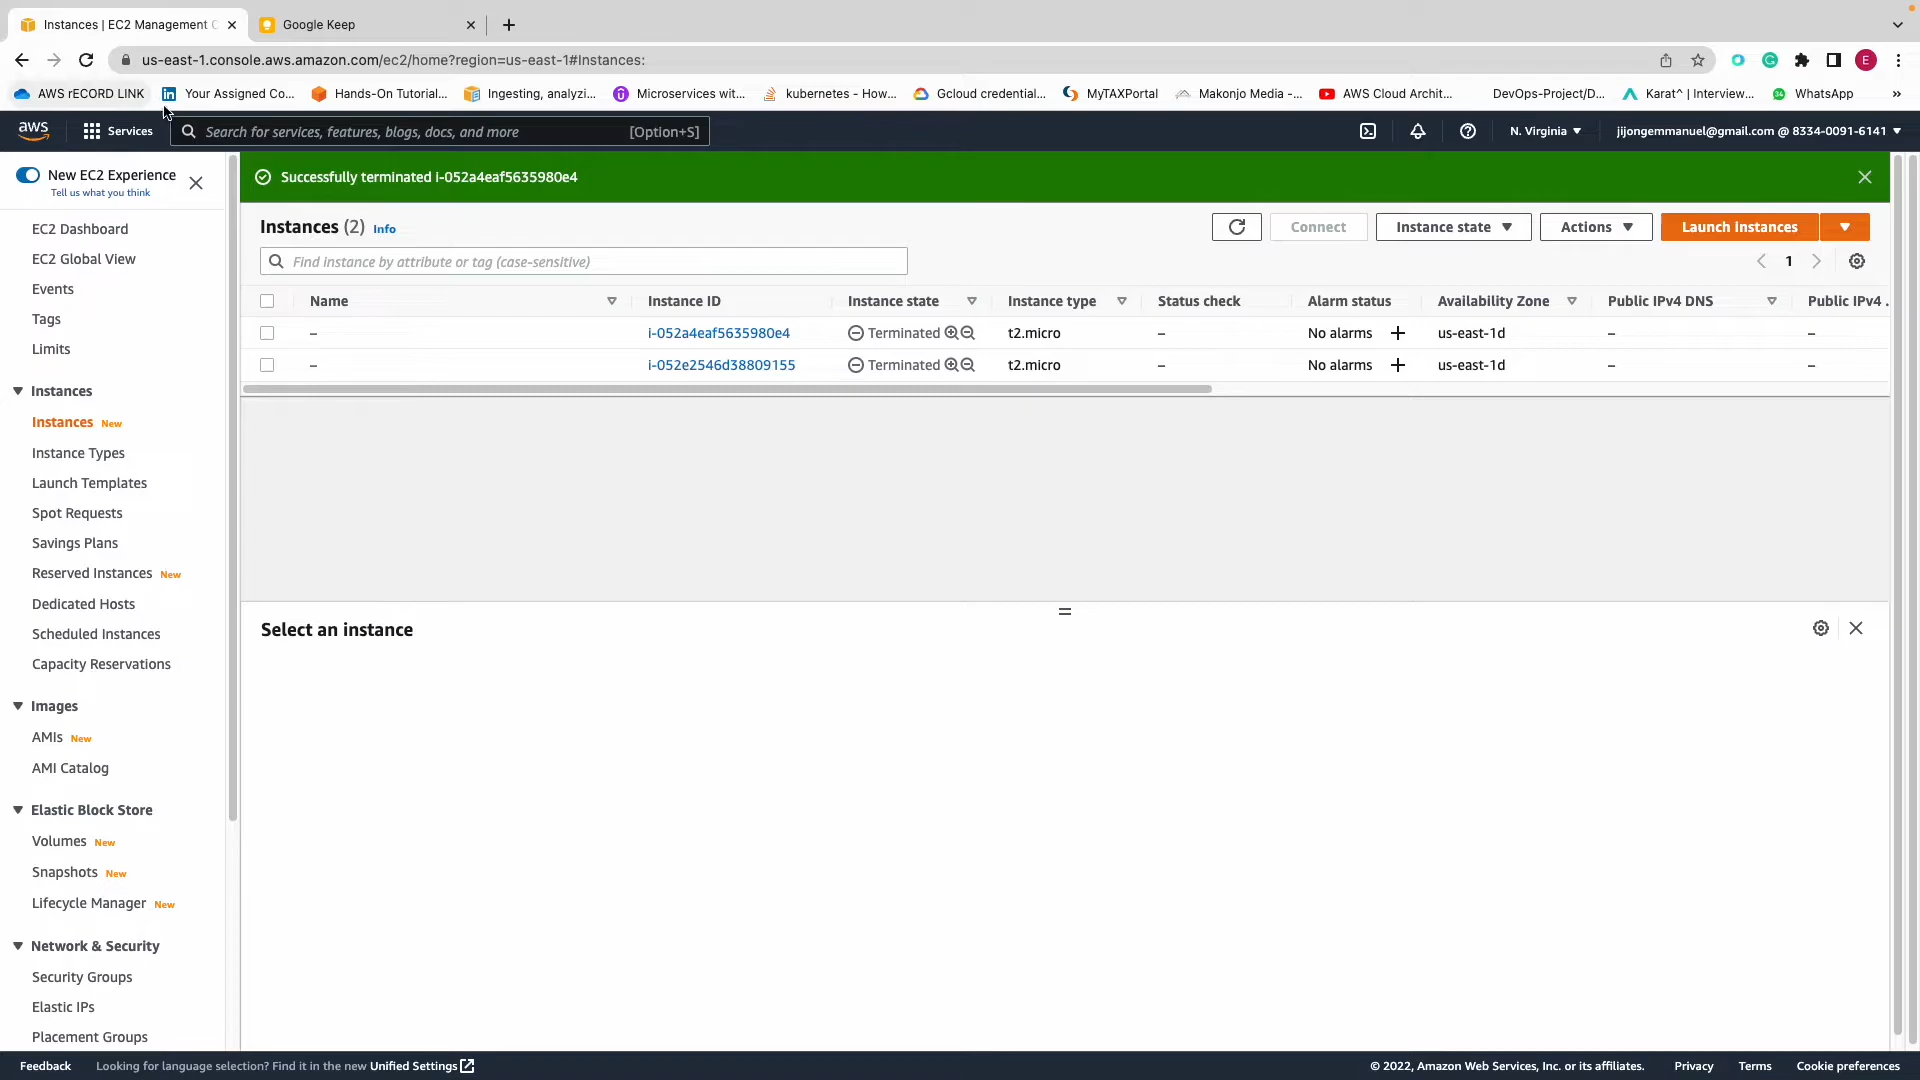 Instances | EC2 Management C
Google Keep
us-east-1.console.aws.amazon.com/ec2/home?region=us-east-1#Instances:
E
AWS rECORD LINK
Your Assigned Co...
Hands-On Tutorial...
Ingesting, analyzi...
Microservices wit...
kubernetes - How...
Gcloud credential...
MyTAXPortal
Makonjo Media -...
AWS Cloud Archit...
DevOps-Project/D...
Karat^ | Interview...
WhatsApp
»
aws
Services
Search for services, features, blogs, docs, and more
[Option+S]
N. Virginia
jijongemmanuel@gmail.com @ 8334-0091-6141
New EC2 Experience
Tell us what you think
EC2 Dashboard
EC2 Global View
Events
Tags
Limits
Instances
Instances New
Instance Types
Launch Templates
Spot Requests
Savings Plans
Reserved Instances New
Dedicated Hosts
Scheduled Instances
Capacity Reservations
Images
AMIs New
AMI Catalog
Elastic Block Store
Volumes New
Snapshots New
Lifecycle Manager New
Network & Security
Security Groups
Elastic IPs
Placement Groups
Successfully terminated i-052a4eaf5635980e4
Instances (2) Info
Connect
Instance state
Actions
Launch instances
Find instance by attribute or tag (case-sensitive)
1
Name Instance ID Instance state Instance type Status check Alarm status Availability Zone Public IPv4 DNS Public IPv4 .
– i-052a4eaf5635980e4 Terminated t2.micro – No alarms + us-east-1d – –
– i-052e2546d38809155 Terminated t2.micro – No alarms + us-east-1d – –
Select an instance
Feedback
Looking for language selection? Find it in the new Unified Settings
© 2022, Amazon Web Services, Inc. or its affiliates.
Privacy
Terms
Cookie preferences